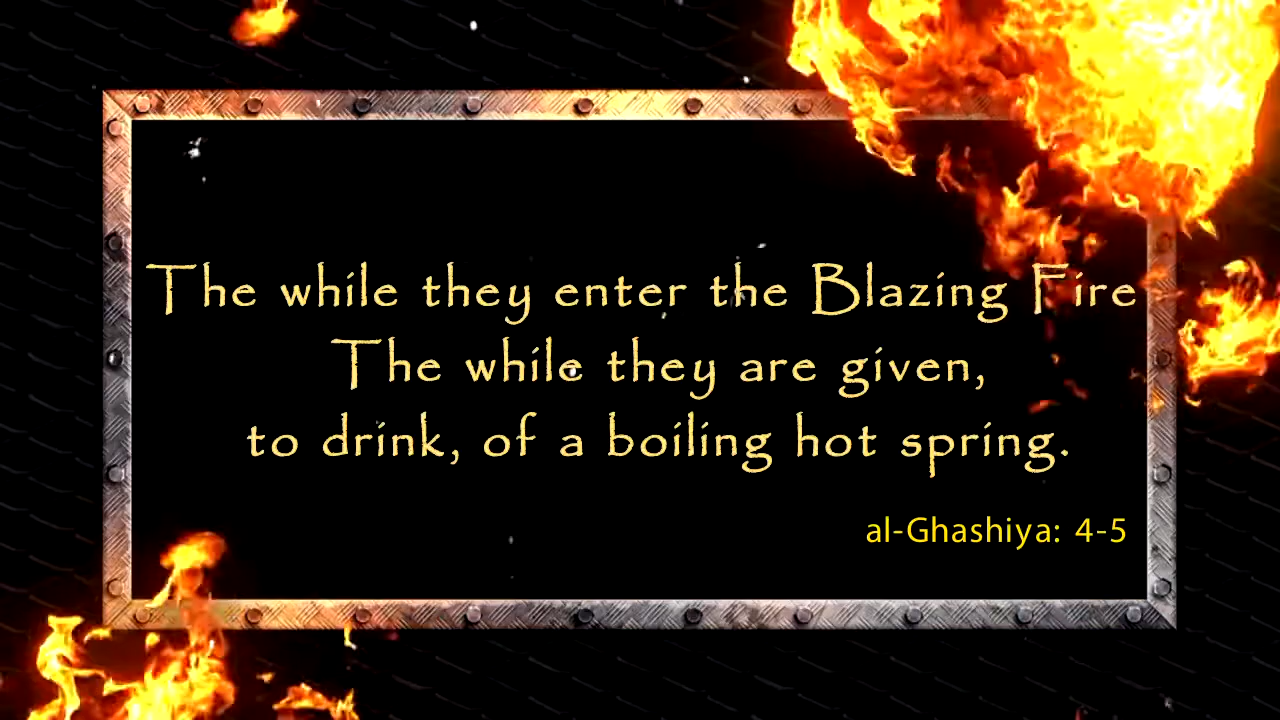 The while they enter the Blazing Fire
The while they are given,
to drink, of a boiling hot spring.
al-Ghashiya: 4-5